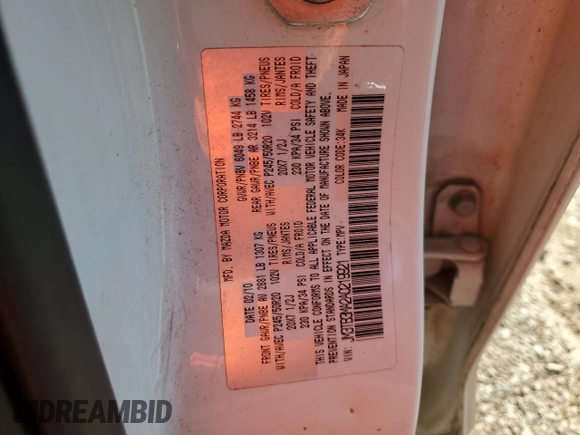 MFD. BY MAZDA MOTOR CORPORATION
DATE: 02/10 GVWR/PNBV 6049 LB 2744 KG
FRONT GAWR/PNBE AV 2881 LB 1307 KG REAR GAWR/PNBE AR 3214 LB 1458 KG
WITH/AVEC P245/50R20 102V TIRES/PNEUS WITH/AVEC P245/50R20 102V TIRES/PNEUS
20X7 1/2J RIMS/JANTES 20X7 1/2J RIMS/JANTES
230 KPA/34 PSI COLD/A FROID 230 KPA/34 PSI COLD/A FROID
THIS VEHICLE CONFORMS TO ALL APPLICABLE FEDERAL MOTOR VEHICLE SAFETY AND THEFT
PREVENTION STANDARDS IN EFFECT ON THE DATE OF MANUFACTURE SHOWN ABOVE.
VIN: TYPE:MPV COLOR CODE:34K MADE IN JAPAN
BIDREAMBID